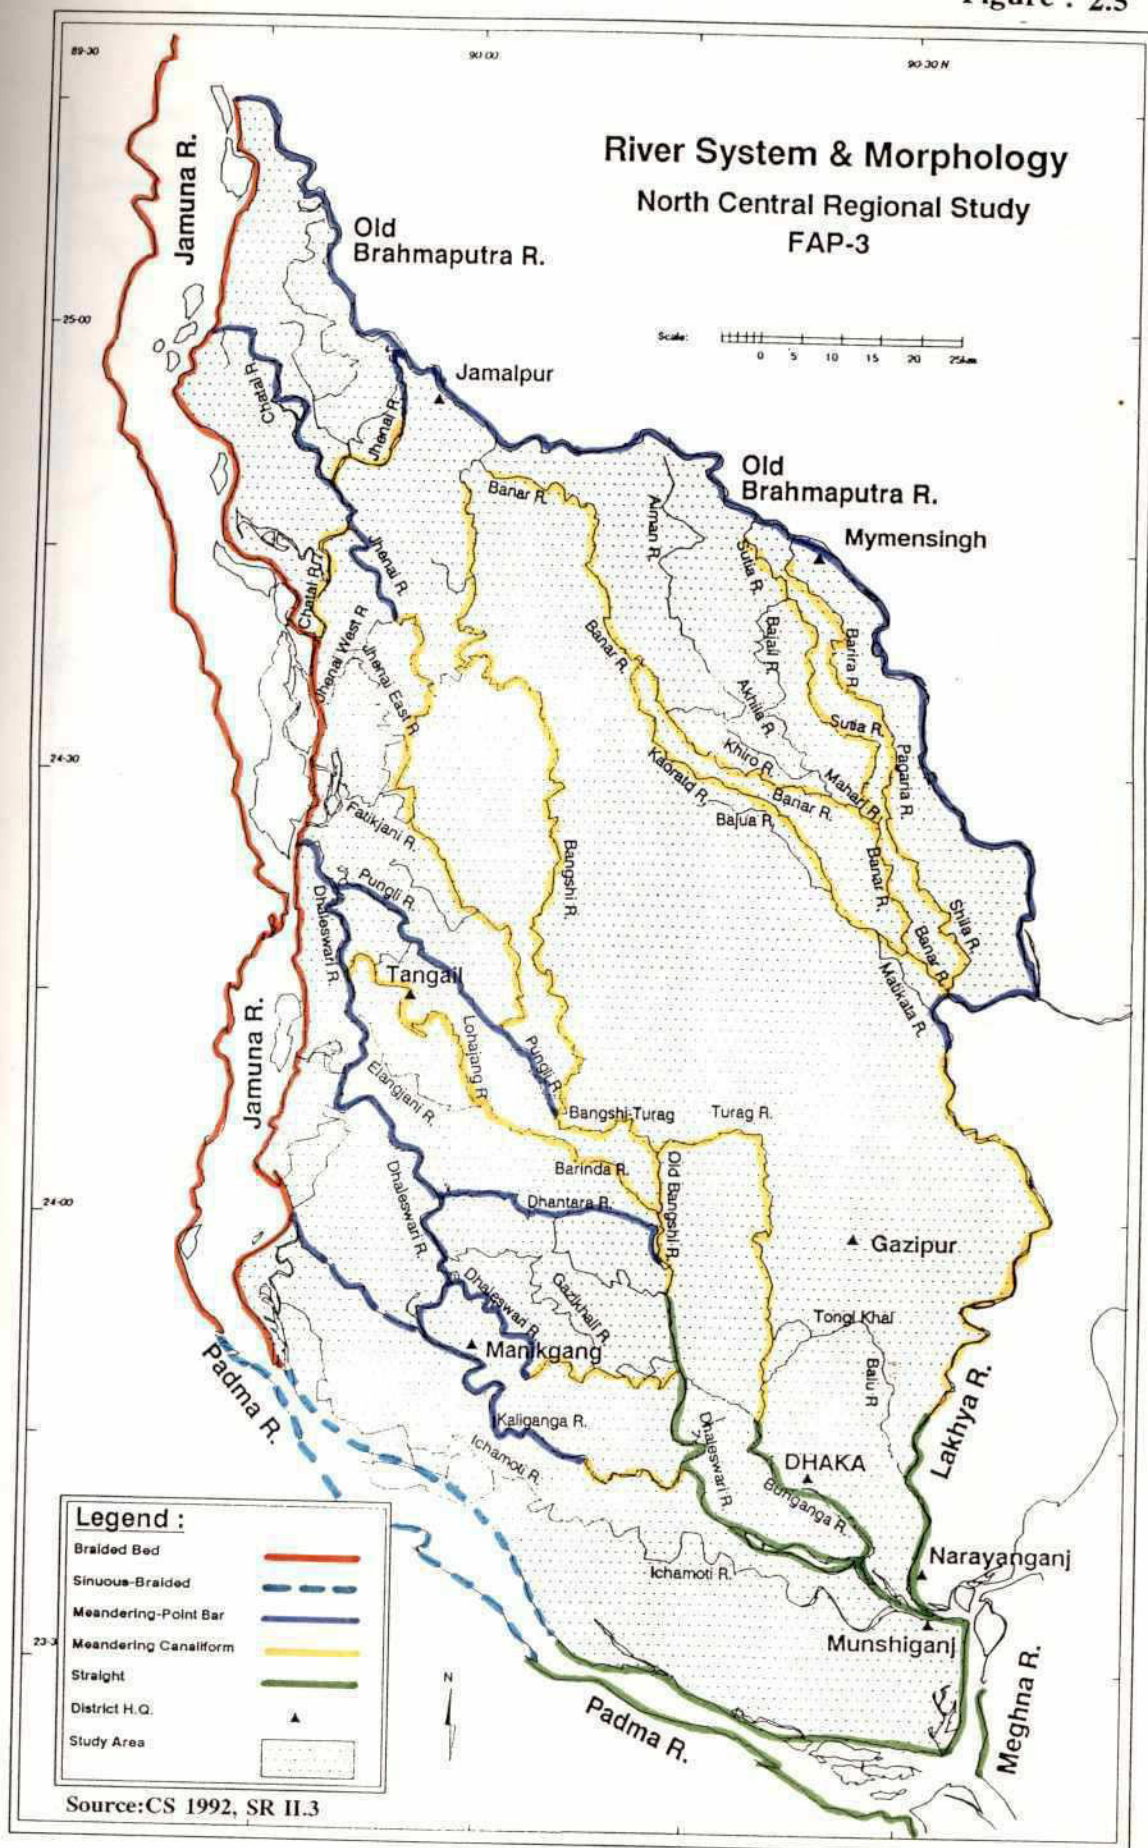 Figure : 2.5
89-30
90 00
90 30 N
River System & Morphology
North Central Regional Study
FAP-3
Jamuna R.
Old
Brahmaputra R.
25-00
Scale:
0 5 10 15 20 25km
Chatal R.
Jamalpur
Jhenai R.
Old
Brahmaputra R.
Banar R.
Aiman R.
Mymensingh
Sutia R.
Jhenai R.
Chatal R.
Jhenai West R
Jhenai East R
Banar R.
Bajail R.
Barira R.
Akhila R.
Sutia R.
24-30
Khiro R.
Pagaria R.
Kaoraid R.
Banar R.
Mahari R.
Bajua R.
Fatikjani R.
Pungli R.
Bangshi R.
Banar R.
Dhaleswari R.
Shila R.
Banar R.
Matikata R.
Tangail
Jamuna R.
Lohajang R.
Pungli R.
Elangjani R.
Bangshi-Turag
Turag R.
Barinda R.
Old Bangshi R.
24-00
Dhaleswari R.
Dhantara R.
Gazipur
Dhaleswari R.
Gazikhali R.
Tongi Khal
Manikgang
Balu R
Padma R.
Lakhya R.
Kaliganga R.
Ichamoti R.
Dhaleswari R.
DHAKA
Buriganga R.
Narayanganj
Ichamoti R.
Munshiganj
Meghna R.
Padma R.
23-3
Legend :
Braided Bed
Sinuous-Braided
Meandering-Point Bar
Meandering Canaliform
Straight
District H.Q.
Study Area
N
Source:CS 1992, SR II.3